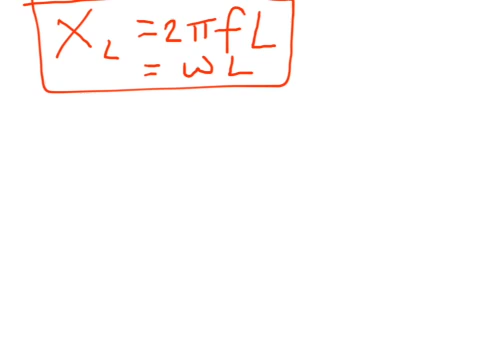 X_L = 2πfL
= ωL